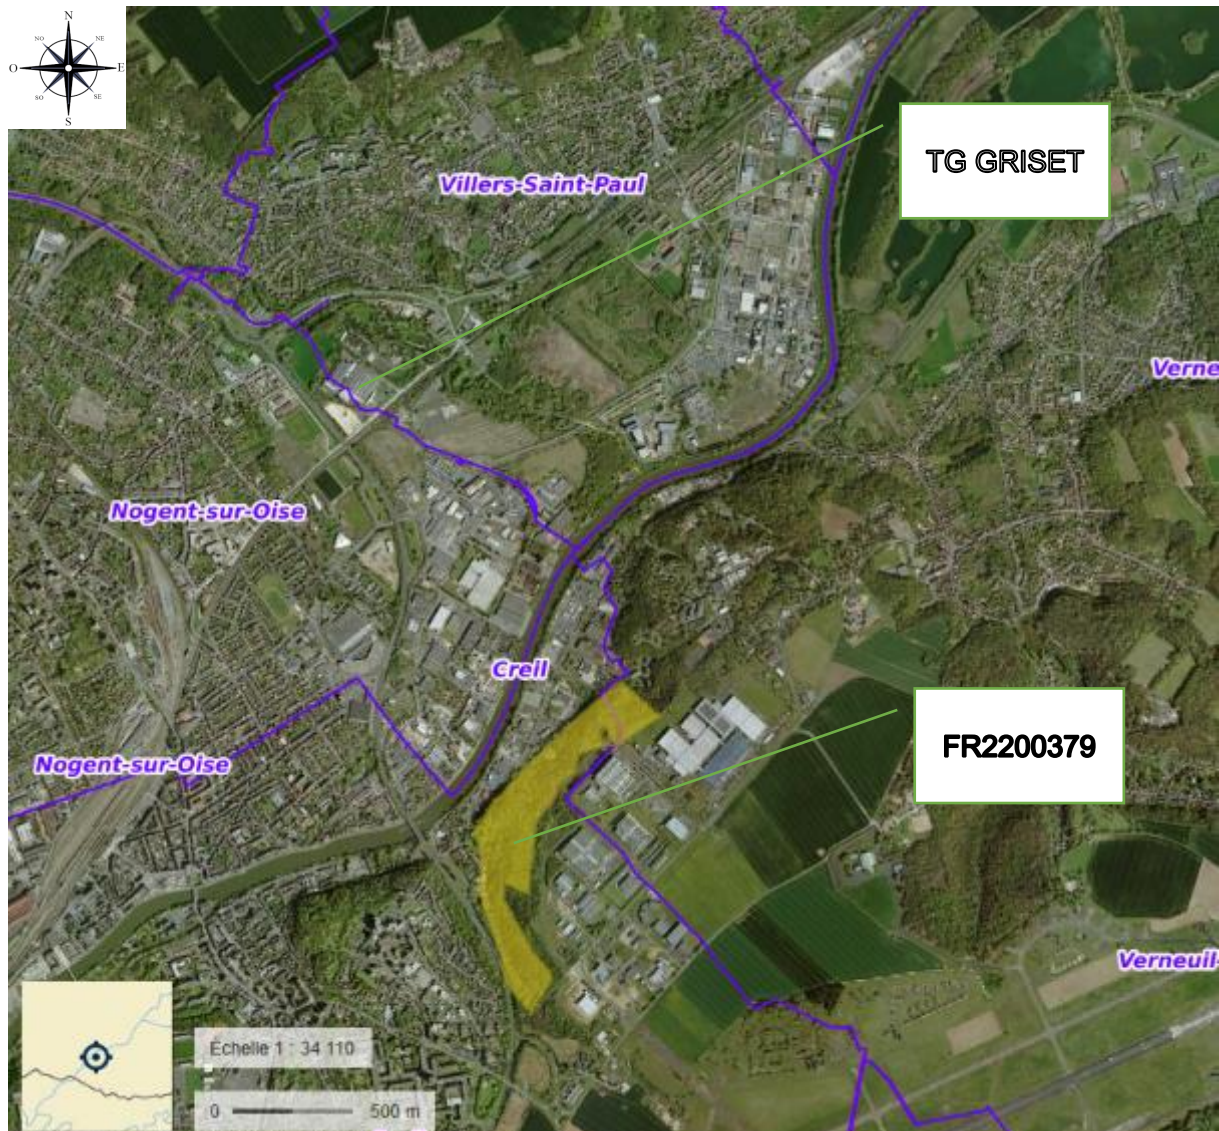 N
NO
NE
O
E
SO
SE
S
TG GRISET
Villers-Saint-Paul
Verne
Nogent-sur-Oise
Creil
FR2200379
Nogent-sur-Oise
Verneuil-
Échelle 1 : 34 110
0
500 m